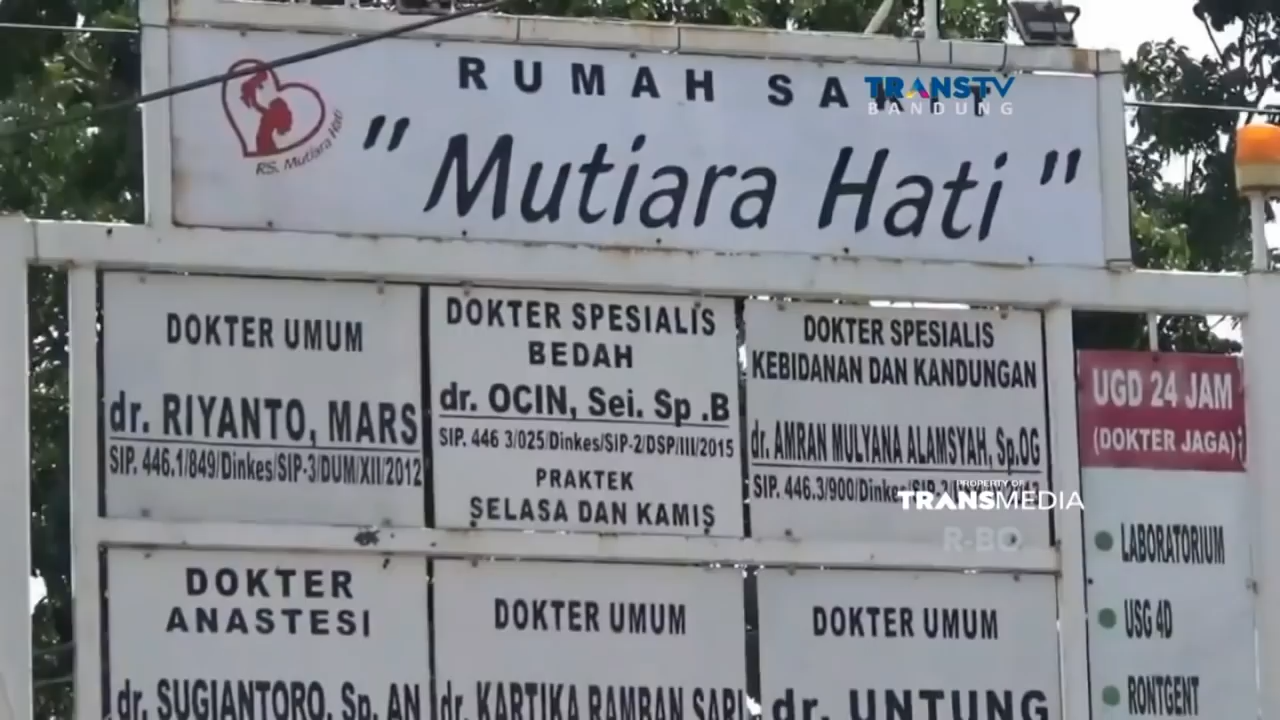 RUMAH SAKIT
TRANSTV
BANDUNG
RS. Mutiara Hati
" Mutiara Hati "
DOKTER UMUM
dr. RIYANTO, MARS
SIP. 446.1/849/Dinkes/SIP-3/DUM/XII/2012
DOKTER SPESIALIS
BEDAH
dr. OCIN, Sei. Sp .B
SIP. 446 3/025/Dinkes/SIP-2/DSP/III/2015
PRAKTEK
SELASA DAN KAMIS
DOKTER SPESIALIS
KEBIDANAN DAN KANDUNGAN
dr. AMRAN MULYANA ALAMSYAH, Sp.OG
SIP. 446.3/900/Dinkes
PROPERTY OF
TRANSMEDIA
UGD 24 JAM
(DOKTER JAGA)
LABORATORIUM
USG 4D
RONTGENT
DOKTER
ANASTESI
dr. SUGIANTORO, Sp. AN
DOKTER UMUM
dr. KARTIKA RAMBAN SARI
DOKTER UMUM
dr. UNTUNG